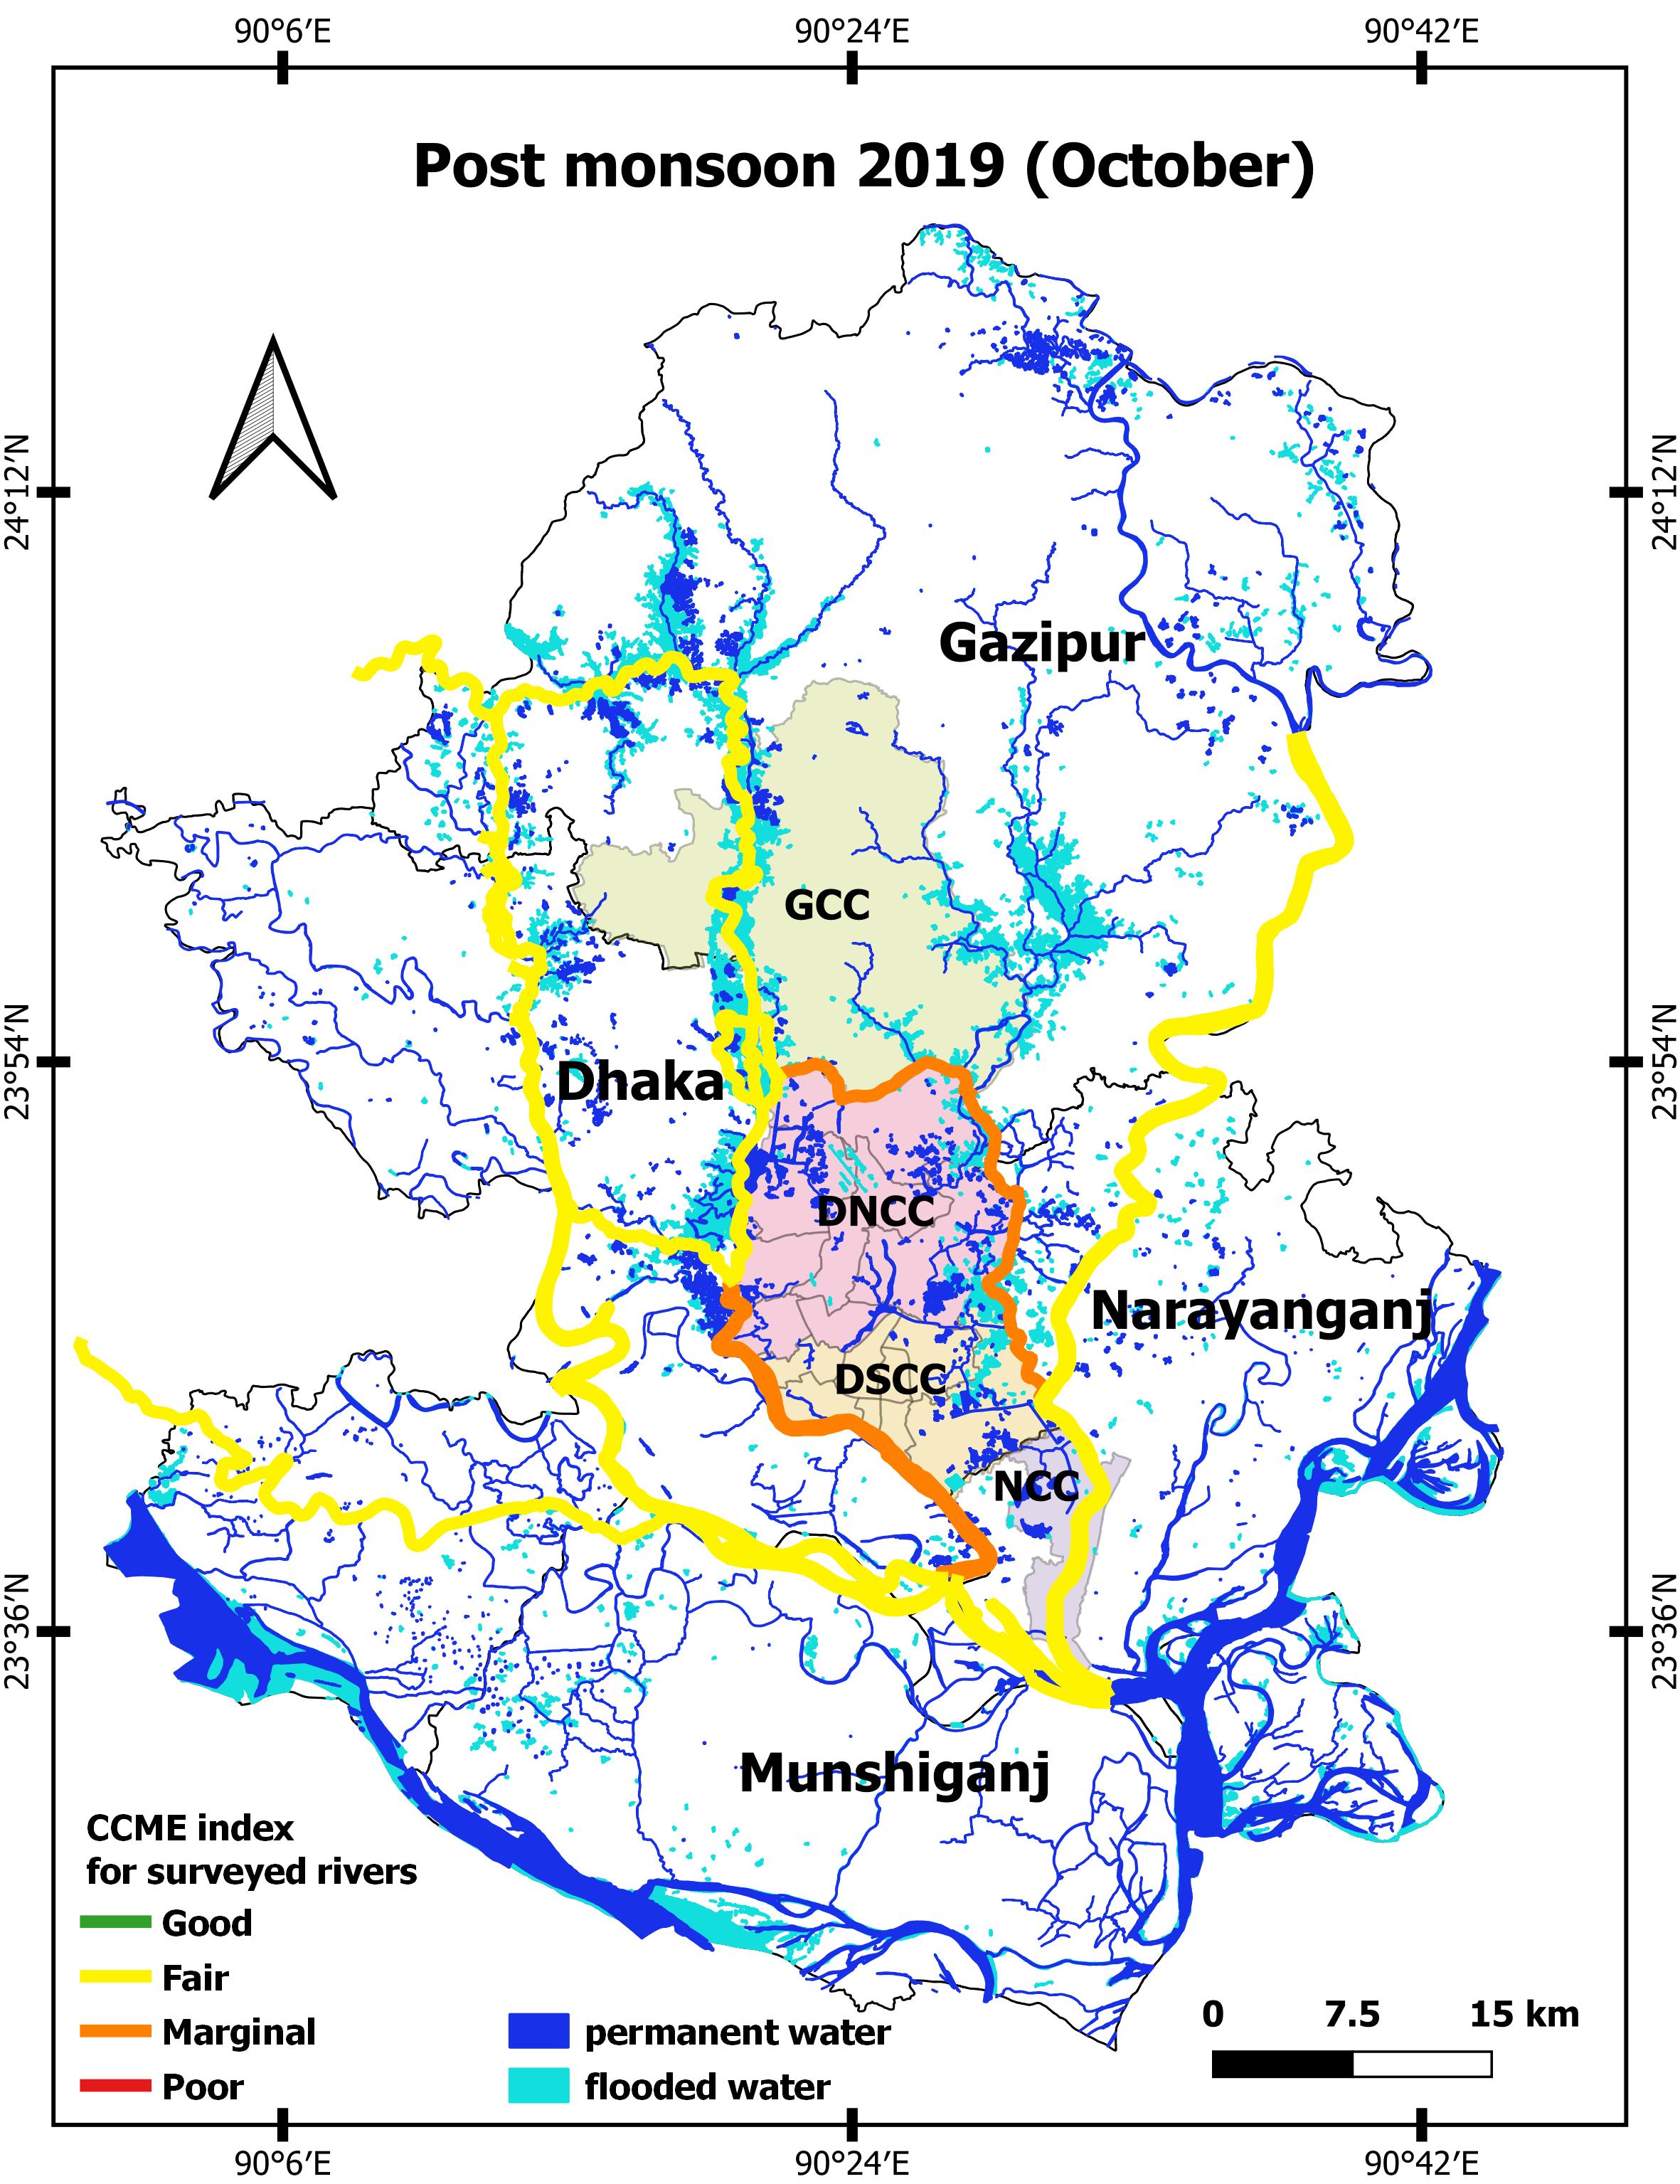 90°6′E
90°24′E
90°42′E
Post monsoon 2019 (October)
24°12′N
24°12′N
Gazipur
GCC
23°54′N
23°54′N
Dhaka
DNCC
Narayanganj
DSCC
NCC
23°36′N
23°36′N
Munshiganj
CCME index
for surveyed rivers
Good
Fair
Marginal
Poor
permanent water
flooded water
0 7.5 15 km
90°6′E
90°24′E
90°42′E